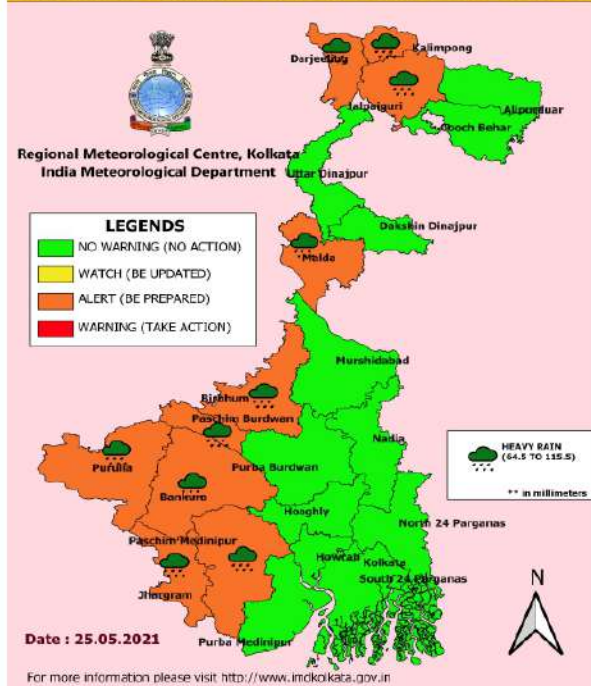 Darjeeling
Kalimpong
Jalpaiguri
Alipurduar
Cooch Behar
Regional Meteorological Centre, Kolkata
India Meteorological Department
Uttar Dinajpur
Dakshin Dinajpur
LEGENDS
NO WARNING (NO ACTION)
WATCH (BE UPDATED)
ALERT (BE PREPARED)
WARNING (TAKE ACTION)
Malda
Murshidabad
Birbhum
Paschim Burdwan
Nadia
Purulia
Purba Burdwan
HEAVY RAIN
(64.5 TO 115.5)
** in millimeters
Bankura
Hooghly
North 24 Parganas
Paschim Medinipur
Howrah
Kolkata
South 24 Parganas
Jhargram
N
Date : 25.05.2021
Purba Medinipur
For more information please visit http://www.imdkolkata.gov.in